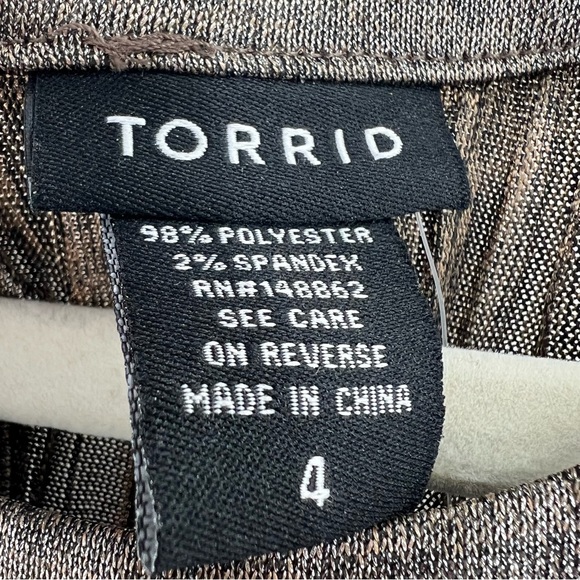 TORRID
98% POLYESTER
2% SPANDEX
RN#148862
SEE CARE
ON REVERSE
MADE IN CHINA
4